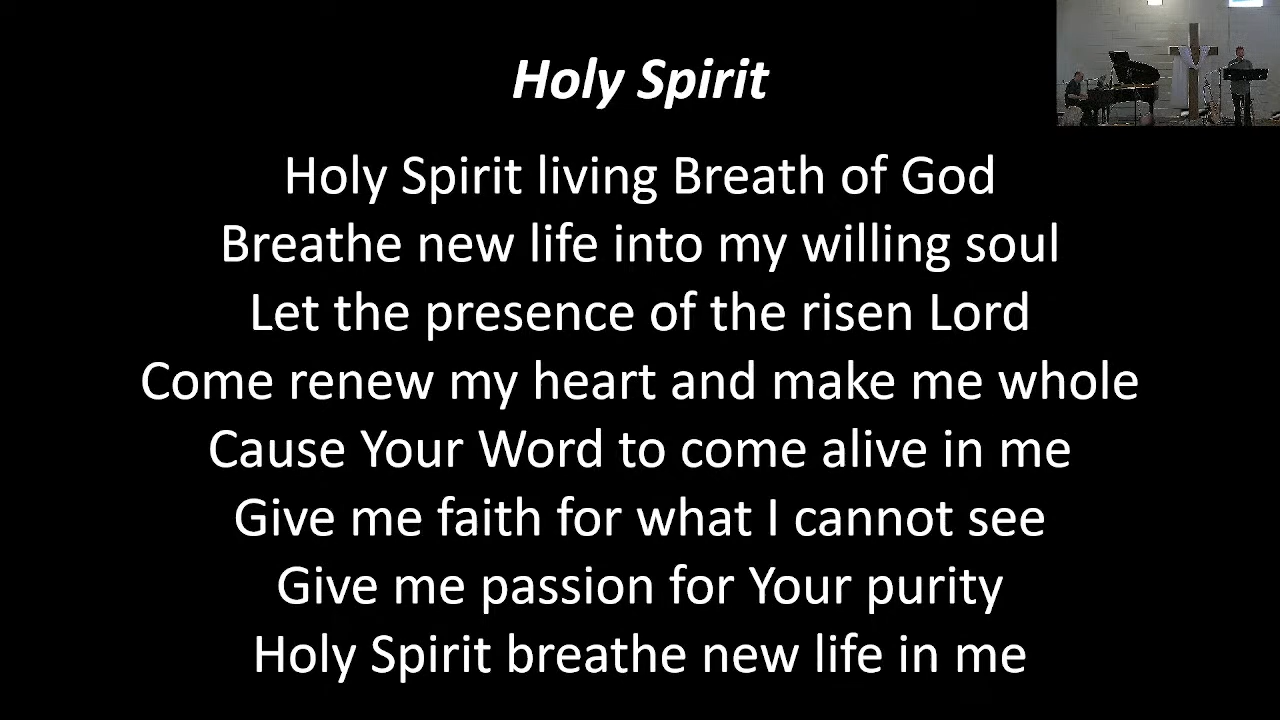 Holy Spirit
Holy Spirit living Breath of God
Breathe new life into my willing soul
Let the presence of the risen Lord
Come renew my heart and make me whole
Cause Your Word to come alive in me
Give me faith for what I cannot see
Give me passion for Your purity
Holy Spirit breathe new life in me